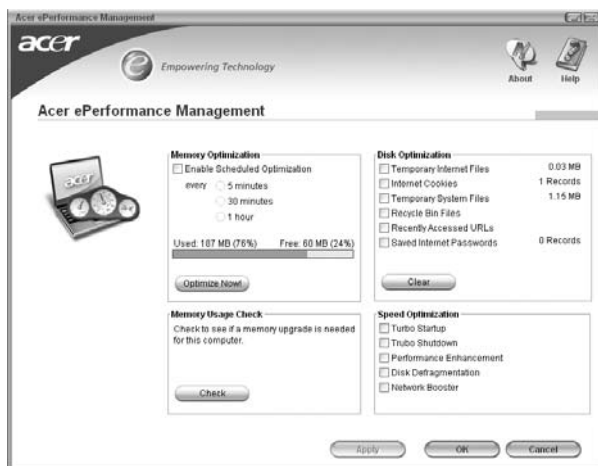 Acer ePerformance Management
acer
Empowering Technology
About
Help
Acer ePerformance Management
acer
Memory Optimization
Enable Scheduled Optimization
every
5 minutes
30 minutes
1 hour
Used: 187 MB (76%) Free: 60 MB (24%)
Optimize Now!
Memory Usage Check
Check to see if a memory upgrade is needed
for this computer.
Check
Disk Optimization
Temporary Internet Files 0.03 MB
Internet Cookies 1 Records
Temporary System Files 1.15 MB
Recycle Bin Files
Recently Accessed URLs
Saved Internet Passwords 0 Records
Clear
Speed Optimization
Turbo Startup
Trubo Shutdown
Performance Enhancement
Disk Defragmentation
Network Booster
Apply
OK
Cancel